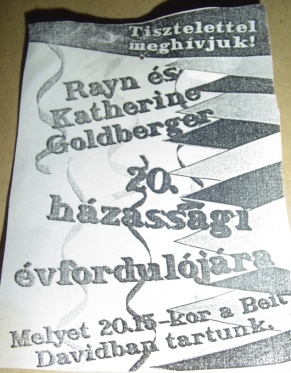 Tisztelettel
meghívjuk!
Rayn és
Katherine
Goldberger
20.
házassági
évfordulójára
Melyet 20.15-kor a Beit
Davidban tartunk.